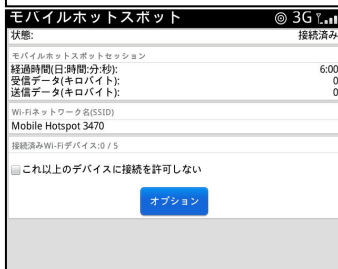 モバイルホットスポット 3G
状態: 接続済み
モバイルホットスポットセッション
経過時間(日:時間:分:秒): 6:00
受信データ(キロバイト): 0
送信データ(キロバイト): 0
Wi-Fiネットワーク名(SSID)
Mobile Hotspot 3470
接続済みWi-Fiデバイス:0 / 5
これ以上のデバイスに接続を許可しない
オプション